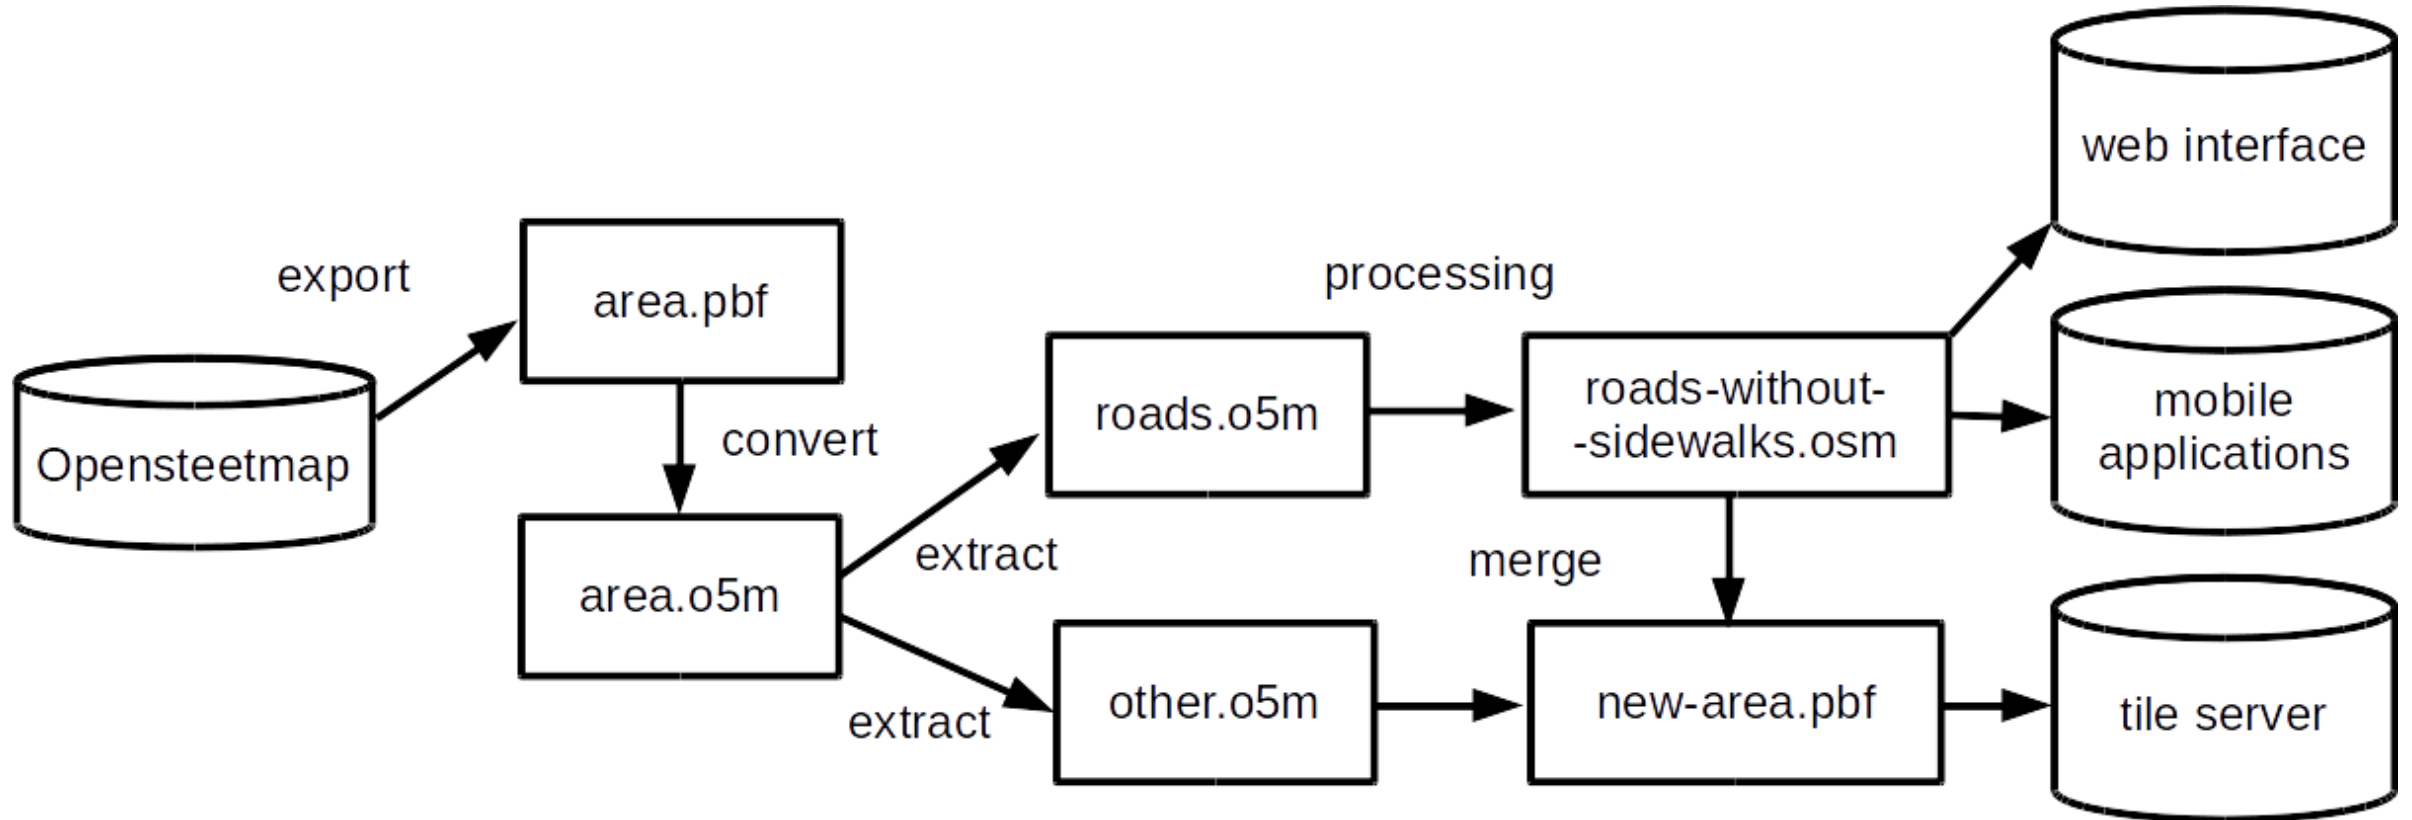 web interface
export
area.pbf
processing
roads-without-
-sidewalks.osm
mobile
applications
roads.o5m
Opensteetmap
convert
extract
merge
area.o5m
other.o5m
new-area.pbf
tile server
extract